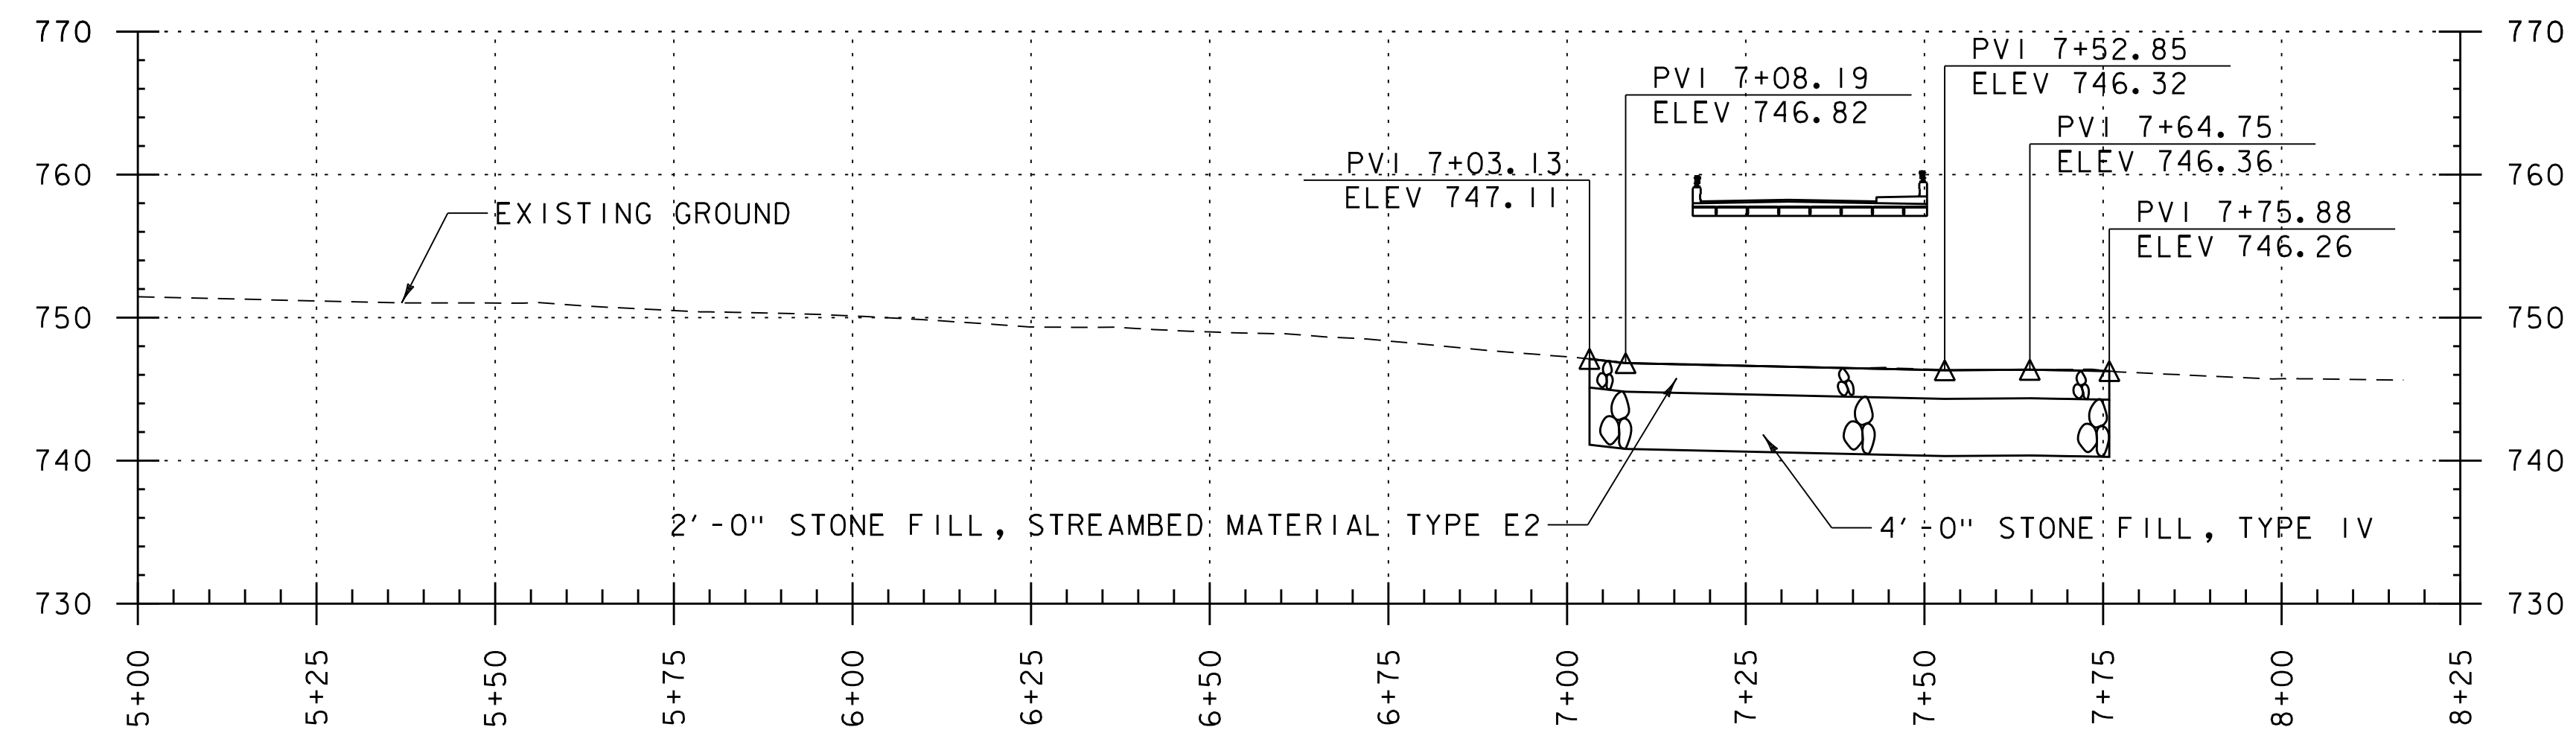 770
770
PVI 7+52.85
ELEV 746.32
PVI 7+08.19
ELEV 746.82
PVI 7+64.75
ELEV 746.36
PVI 7+03.13
ELEV 747.11
760
760
EXISTING GROUND
PVI 7+75.88
ELEV 746.26
750
750
740
740
2'-0" STONE FILL, STREAMBED MATERIAL TYPE E2
4'-0" STONE FILL, TYPE IV
730
730
5+00
5+25
5+50
5+75
6+00
6+25
6+50
6+75
7+00
7+25
7+50
7+75
8+00
8+25